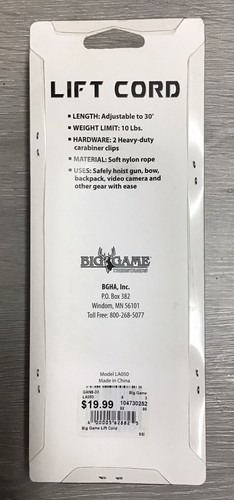 LIFT CORD
■ LENGTH: Adjustable to 30'
■ WEIGHT LIMIT: 10 Lbs.
■ HARDWARE: 2 Heavy-duty
carabiner clips
■ MATERIAL: Soft nylon rope
■ USES: Safely hoist gun, bow,
backpack, video camera and
other gear with ease
BIG GAME
TREESTANDS
BGHA, Inc.
P.O. Box 382
Windom, MN 56101
Toll Free: 800-268-5077
Model LA050
Made in China
LA050
$19.99
104730252
Big Game Lift Cord